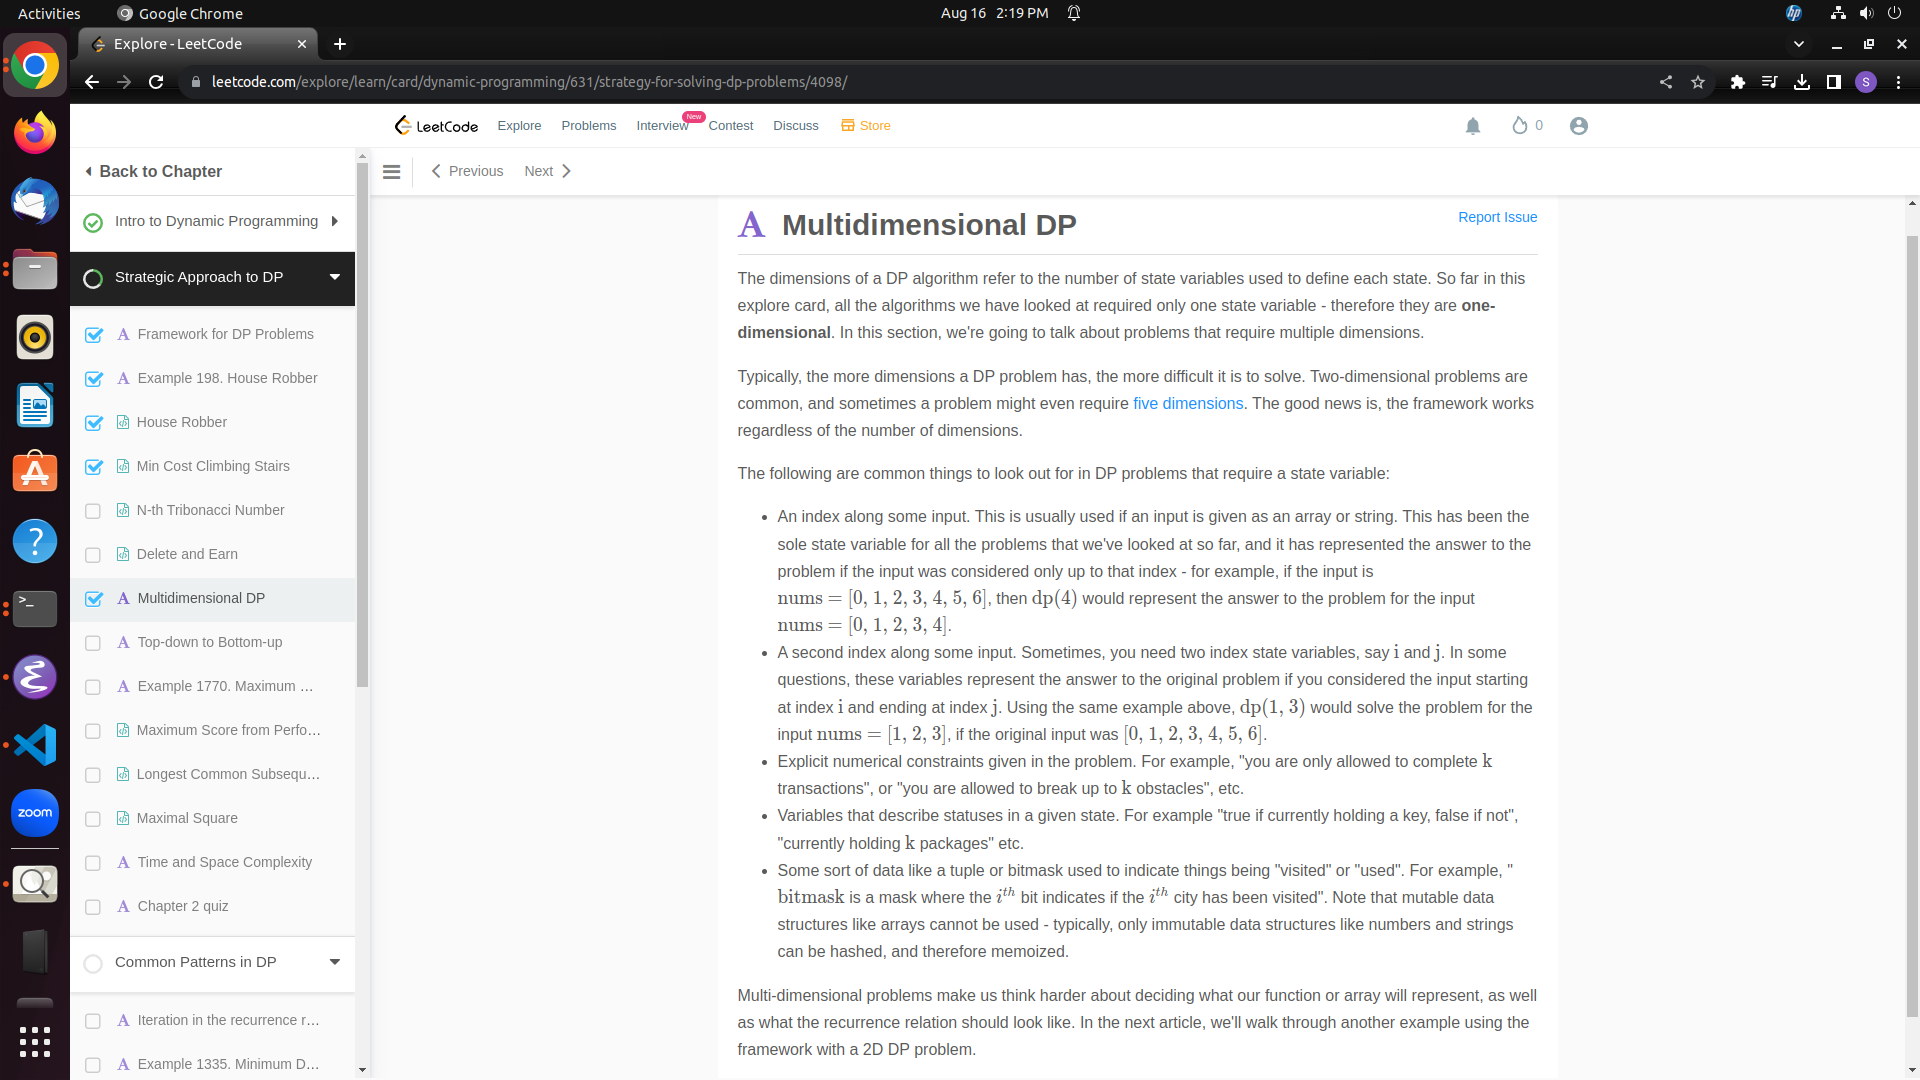 Activities
Google Chrome
Aug 16 2:19 PM
Explore - LeetCode
leetcode.com/explore/learn/card/dynamic-programming/631/strategy-for-solving-dp-problems/4098/
S
LeetCode
Explore
Problems
Interview
New
Contest
Discuss
Store
0
Back to Chapter
Previous
Next
Intro to Dynamic Programming
Strategic Approach to DP
A Framework for DP Problems
A Example 198. House Robber
House Robber
Min Cost Climbing Stairs
N-th Tribonacci Number
Delete and Earn
A Multidimensional DP
A Top-down to Bottom-up
A Example 1770. Maximum ...
Maximum Score from Perfo...
Longest Common Subsequ...
Maximal Square
A Time and Space Complexity
A Chapter 2 quiz
Common Patterns in DP
A Iteration in the recurrence r...
A Example 1335. Minimum D...
zoom
A Multidimensional DP
Report Issue
The dimensions of a DP algorithm refer to the number of state variables used to define each state. So far in this
explore card, all the algorithms we have looked at required only one state variable - therefore they are one-
dimensional. In this section, we're going to talk about problems that require multiple dimensions.
Typically, the more dimensions a DP problem has, the more difficult it is to solve. Two-dimensional problems are
common, and sometimes a problem might even require five dimensions. The good news is, the framework works
regardless of the number of dimensions.
The following are common things to look out for in DP problems that require a state variable:
• An index along some input. This is usually used if an input is given as an array or string. This has been the
sole state variable for all the problems that we've looked at so far, and it has represented the answer to the
problem if the input was considered only up to that index - for example, if the input is
nums = [0, 1, 2, 3, 4, 5, 6], then dp(4) would represent the answer to the problem for the input
nums = [0, 1, 2, 3, 4].
• A second index along some input. Sometimes, you need two index state variables, say i and j. In some
questions, these variables represent the answer to the original problem if you considered the input starting
at index i and ending at index j. Using the same example above, dp(1, 3) would solve the problem for the
input nums = [1, 2, 3], if the original input was [0, 1, 2, 3, 4, 5, 6].
• Explicit numerical constraints given in the problem. For example, "you are only allowed to complete k
transactions", or "you are allowed to break up to k obstacles", etc.
• Variables that describe statuses in a given state. For example "true if currently holding a key, false if not",
"currently holding k packages" etc.
• Some sort of data like a tuple or bitmask used to indicate things being "visited" or "used". For example, "
bitmask is a mask where the i^th bit indicates if the i^th city has been visited". Note that mutable data
structures like arrays cannot be used - typically, only immutable data structures like numbers and strings
can be hashed, and therefore memoized.
Multi-dimensional problems make us think harder about deciding what our function or array will represent, as well
as what the recurrence relation should look like. In the next article, we'll walk through another example using the
framework with a 2D DP problem.